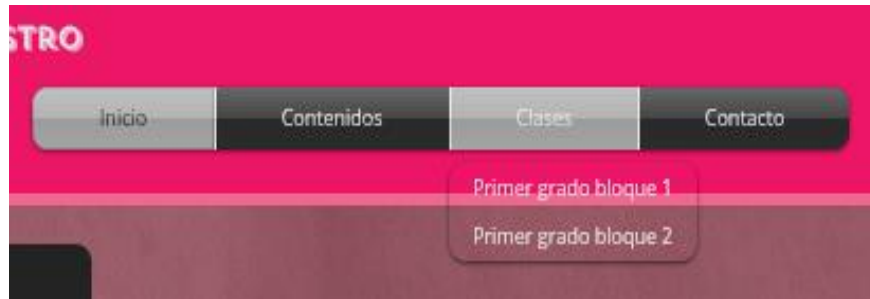 STRO
Inicio
Contenidos
Clases
Contacto
Primer grado bloque 1
Primer grado bloque 2